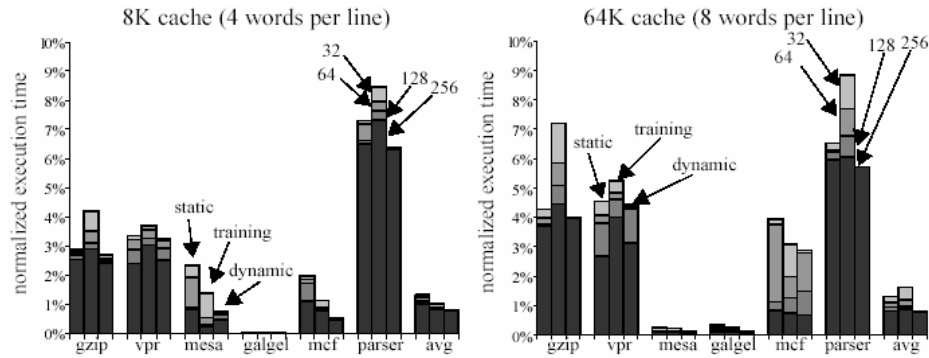 8K cache (4 words per line)
normalized execution time
10%
9%
8%
7%
6%
5%
4%
3%
2%
1%
0%
32
64
128
256
static
training
dynamic
gzip vpr mesa galgel mcf parser avg
64K cache (8 words per line)
normalized execution time
10%
9%
8%
7%
6%
5%
4%
3%
2%
1%
0%
32
64
128
256
static
training
dynamic
gzip vpr mesa galgel mcf parser avg